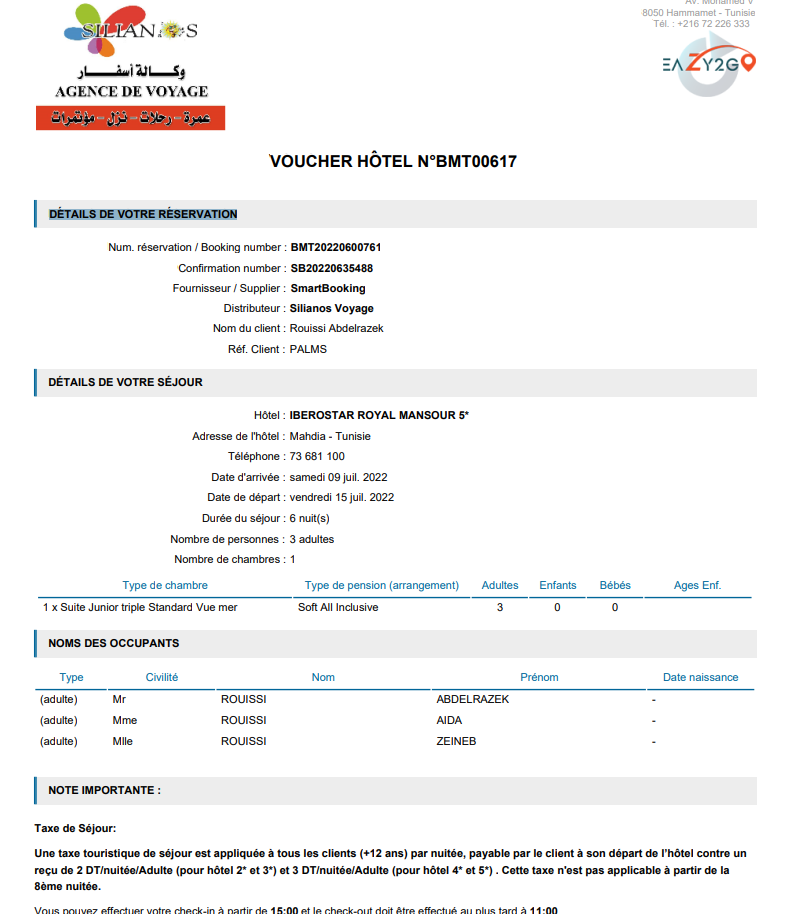 Av. Mohamed V
8050 Hammamet - Tunisie
Tél. : +216 72 226 333
SILIANOS
EAZY2GO
وكالة أسفار
AGENCE DE VOYAGE
عمرة - رحلات - نزل - مؤتمرات
VOUCHER HÔTEL N°BMT00617
DÉTAILS DE VOTRE RÉSERVATION
Num. réservation / Booking number : BMT20220600761
Confirmation number : SB20220635488
Fournisseur / Supplier : SmartBooking
Distributeur : Silianos Voyage
Nom du client : Rouissi Abdelrazek
Réf. Client : PALMS
DÉTAILS DE VOTRE SÉJOUR
Hôtel : IBEROSTAR ROYAL MANSOUR 5*
Adresse de l'hôtel : Mahdia - Tunisie
Téléphone : 73 681 100
Date d'arrivée : samedi 09 juil. 2022
Date de départ : vendredi 15 juil. 2022
Durée du séjour : 6 nuit(s)
Nombre de personnes : 3 adultes
Nombre de chambres : 1
Type de chambre Type de pension (arrangement) Adultes Enfants Bébés Ages Enf.
1 x Suite Junior triple Standard Vue mer Soft All Inclusive 3 0 0
NOMS DES OCCUPANTS
Type Civilité Nom Prénom Date naissance
(adulte) Mr ROUISSI ABDELRAZEK -
(adulte) Mme ROUISSI AIDA -
(adulte) Mlle ROUISSI ZEINEB -
NOTE IMPORTANTE :
Taxe de Séjour:
Une taxe touristique de séjour est appliquée à tous les clients (+12 ans) par nuitée, payable par le client à son départ de l'hôtel contre un
reçu de 2 DT/nuitée/Adulte (pour hôtel 2* et 3*) et 3 DT/nuitée/Adulte (pour hôtel 4* et 5*) . Cette taxe n'est pas applicable à partir de la
8ème nuitée.
Vous pouvez effectuer votre check-in à partir de 15:00 et le check-out doit être effectué au plus tard à 11:00